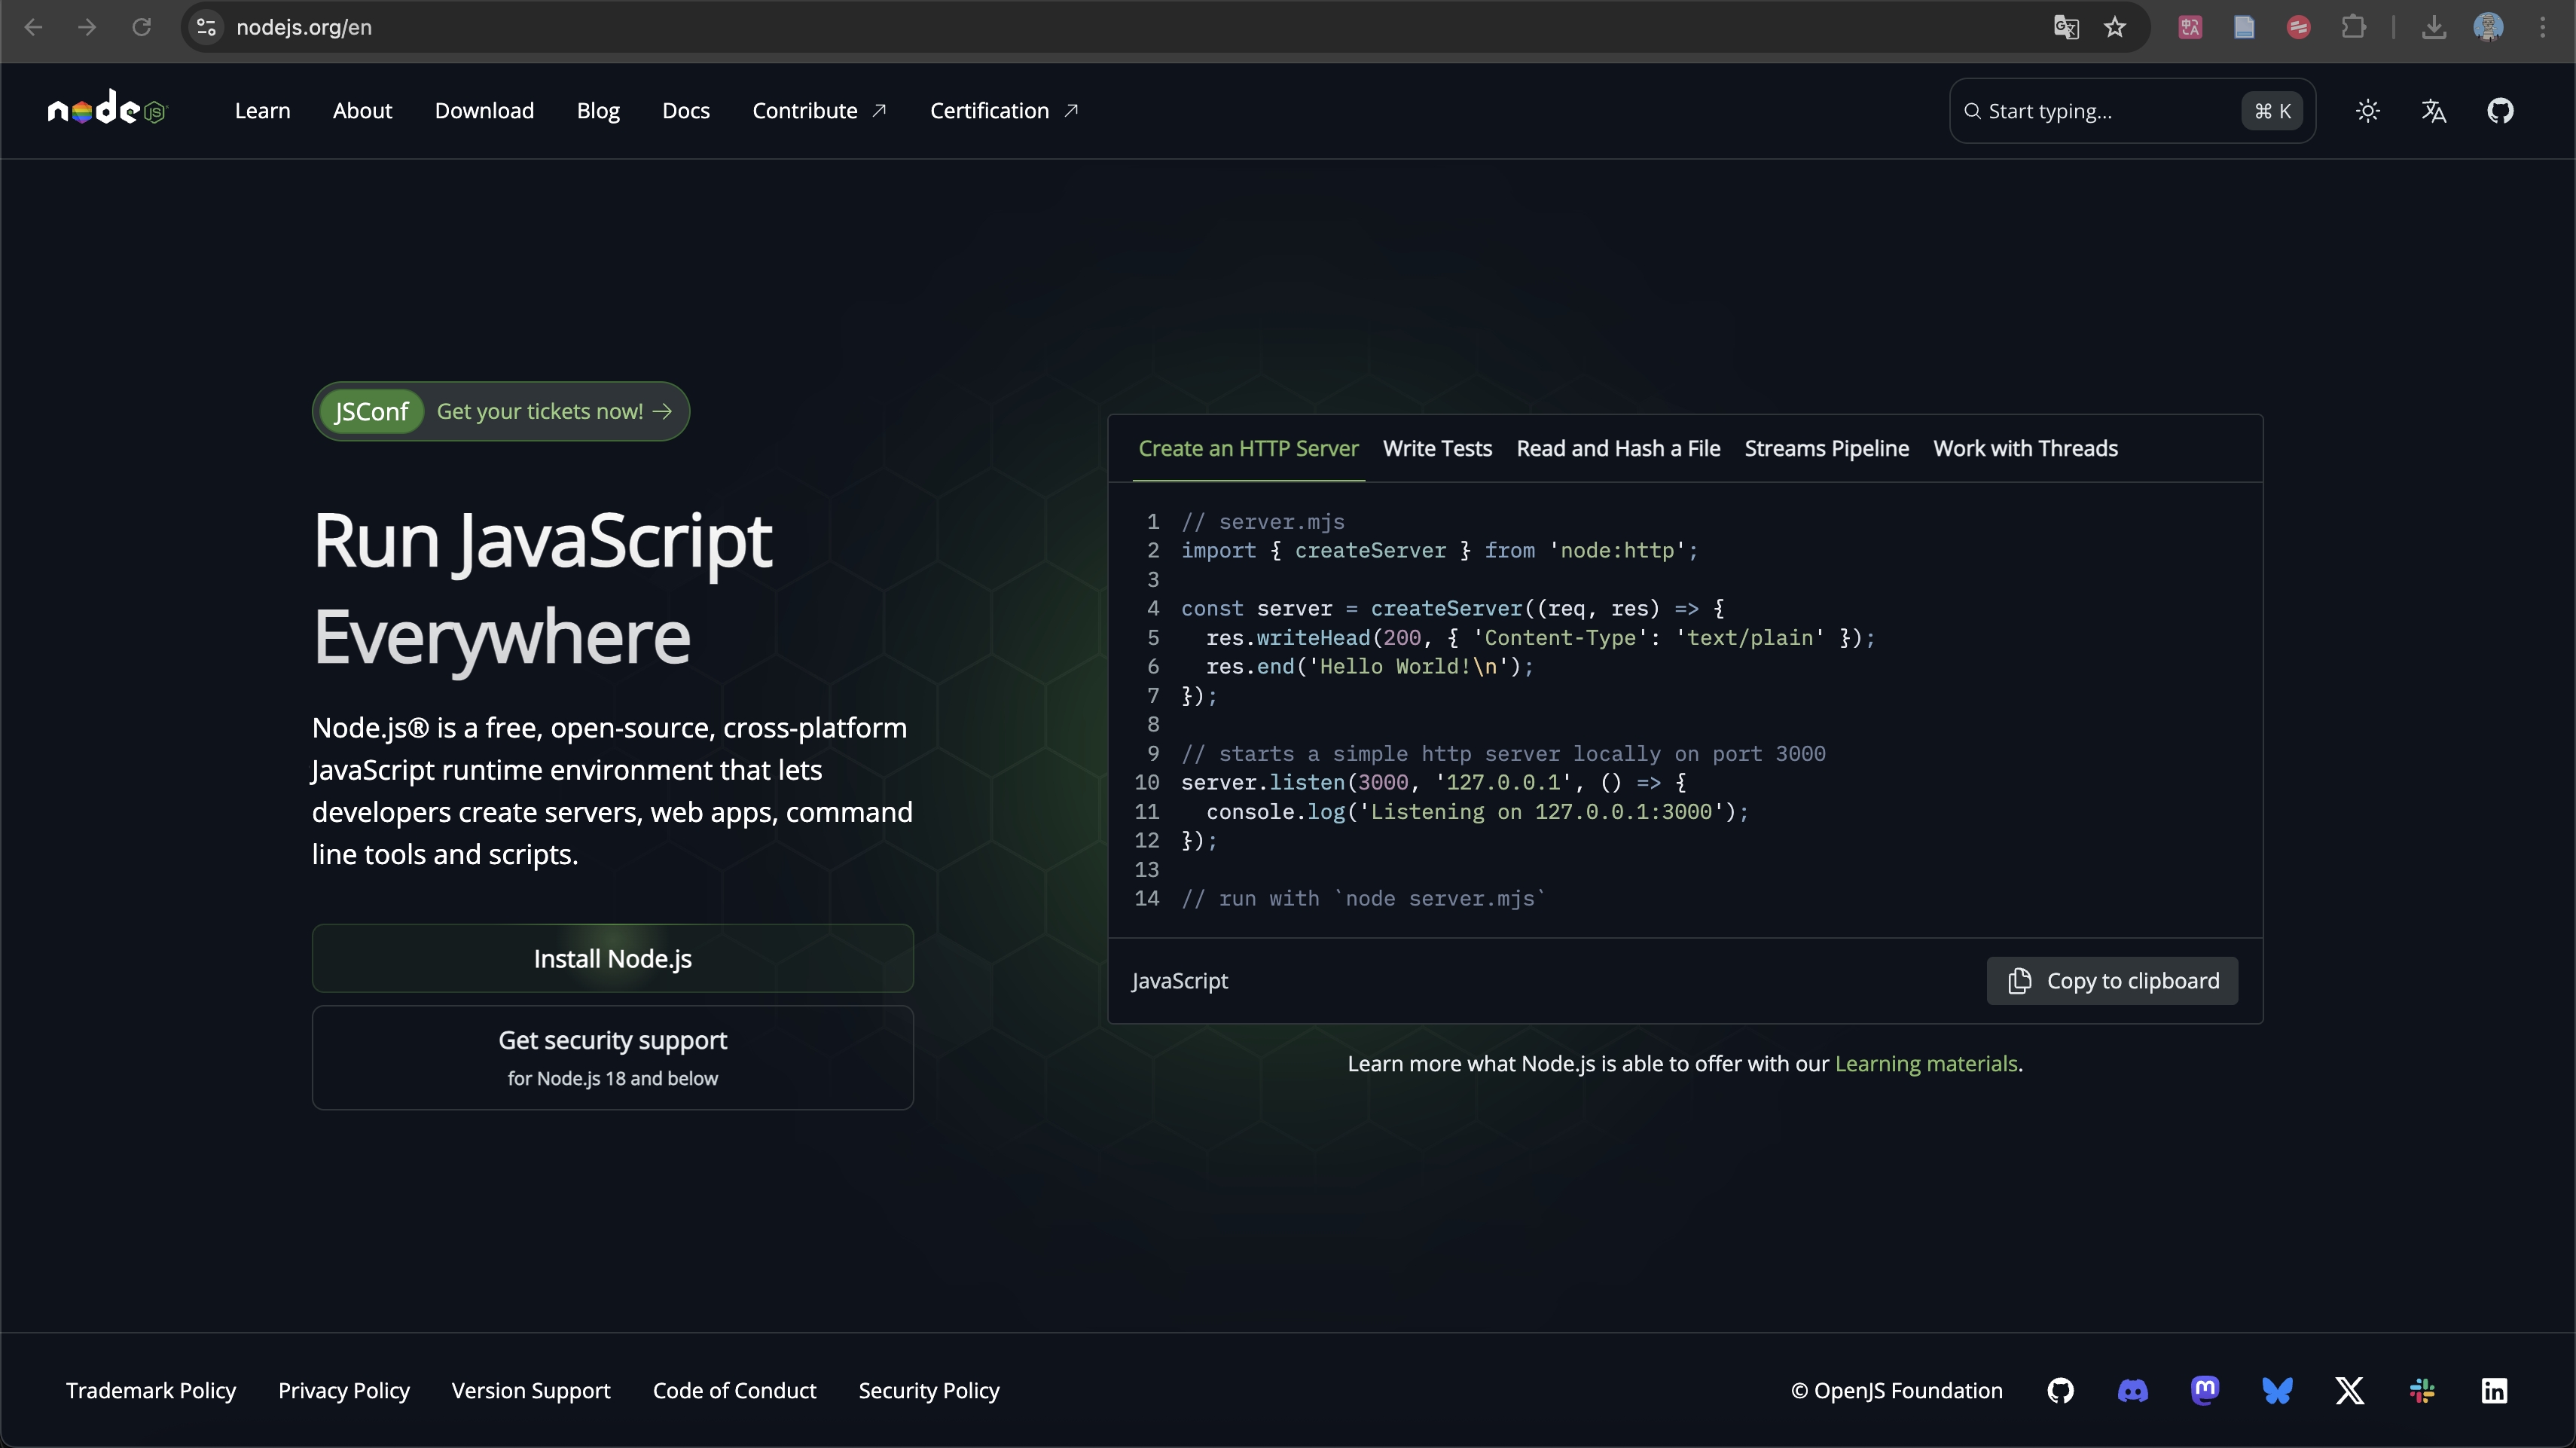 nodejs.org/en
node JS
Learn
About
Download
Blog
Docs
Contribute ↗
Certification ↗
Start typing...
⌘ K
JSConf Get your tickets now! →
Run JavaScript
Everywhere
Node.js® is a free, open-source, cross-platform
JavaScript runtime environment that lets
developers create servers, web apps, command
line tools and scripts.
Install Node.js
Get security support
for Node.js 18 and below
Create an HTTP Server
Write Tests
Read and Hash a File
Streams Pipeline
Work with Threads
1 // server.mjs
2 import { createServer } from 'node:http';
3
4 const server = createServer((req, res) => {
5   res.writeHead(200, { 'Content-Type': 'text/plain' });
6   res.end('Hello World!\n');
7 });
8
9 // starts a simple http server locally on port 3000
10 server.listen(3000, '127.0.0.1', () => {
11   console.log('Listening on 127.0.0.1:3000');
12 });
13
14 // run with `node server.mjs`
JavaScript
Copy to clipboard
Learn more what Node.js is able to offer with our Learning materials.
Trademark Policy
Privacy Policy
Version Support
Code of Conduct
Security Policy
© OpenJS Foundation